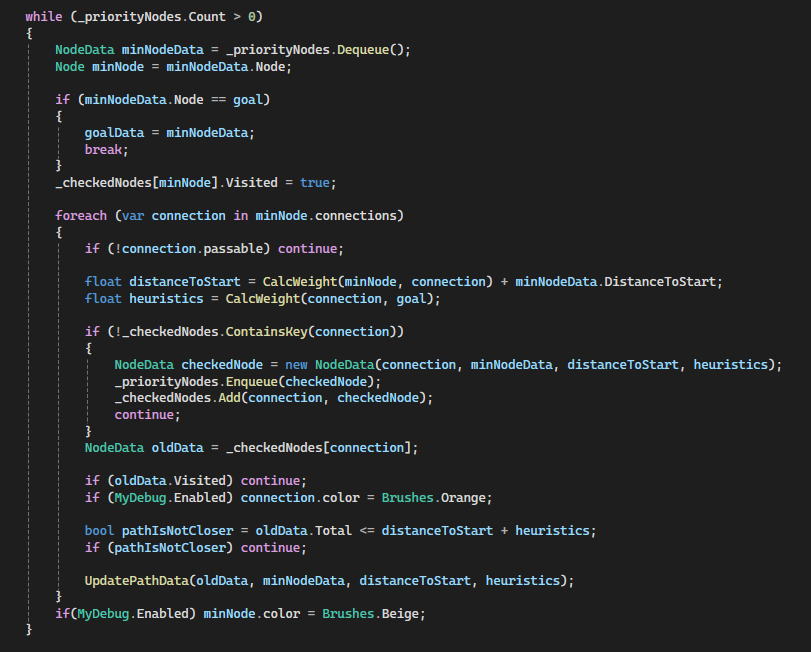 while (_priorityNodes.Count > 0)
{
NodeData minNodeData = _priorityNodes.Dequeue();
Node minNode = minNodeData.Node;
if (minNodeData.Node == goal)
{
goalData = minNodeData;
break;
}
_checkedNodes[minNode].Visited = true;
foreach (var connection in minNode.connections)
{
if (!connection.passable) continue;
float distanceToStart = CalcWeight(minNode, connection) + minNodeData.DistanceToStart;
float heuristics = CalcWeight(connection, goal);
if (!_checkedNodes.ContainsKey(connection))
{
NodeData checkedNode = new NodeData(connection, minNodeData, distanceToStart, heuristics);
_priorityNodes.Enqueue(checkedNode);
_checkedNodes.Add(connection, checkedNode);
continue;
}
NodeData oldData = _checkedNodes[connection];
if (oldData.Visited) continue;
if (MyDebug.Enabled) connection.color = Brushes.Orange;
bool pathIsNotCloser = oldData.Total <= distanceToStart + heuristics;
if (pathIsNotCloser) continue;
UpdatePathData(oldData, minNodeData, distanceToStart, heuristics);
}
if(MyDebug.Enabled) minNode.color = Brushes.Beige;
}